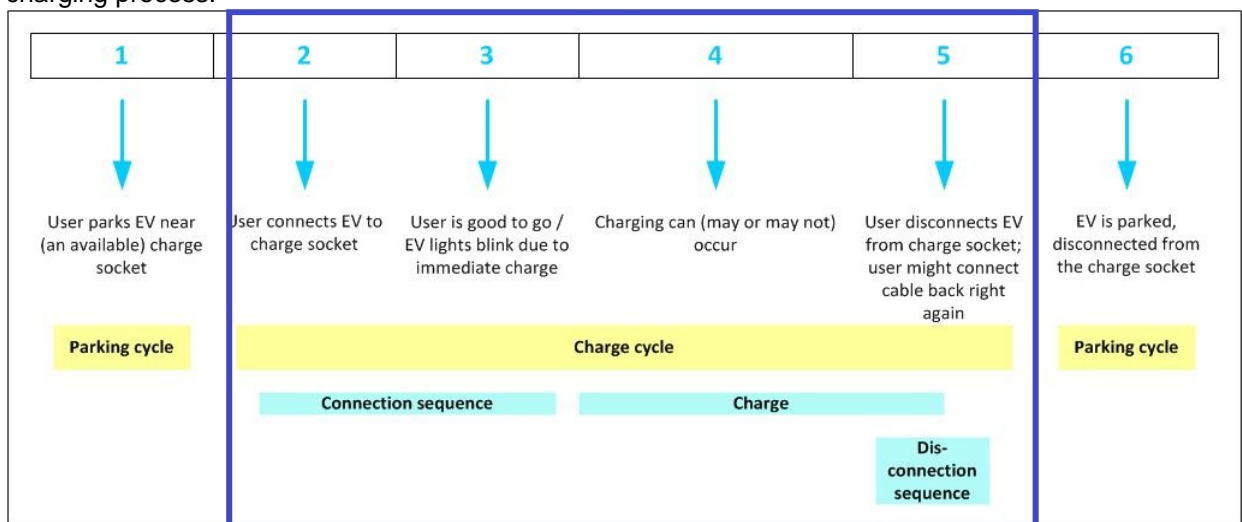 charging process.
1 2 3 4 5 6
User parks EV near
(an available) charge
socket
User connects EV to
charge socket
User is good to go /
EV lights blink due to
immediate charge
Charging can (may or may not)
occur
User disconnects EV
from charge socket;
user might connect
cable back right
again
EV is parked,
disconnected from
the charge socket
Parking cycle
Charge cycle
Parking cycle
Connection sequence
Charge
Dis-
connection
sequence